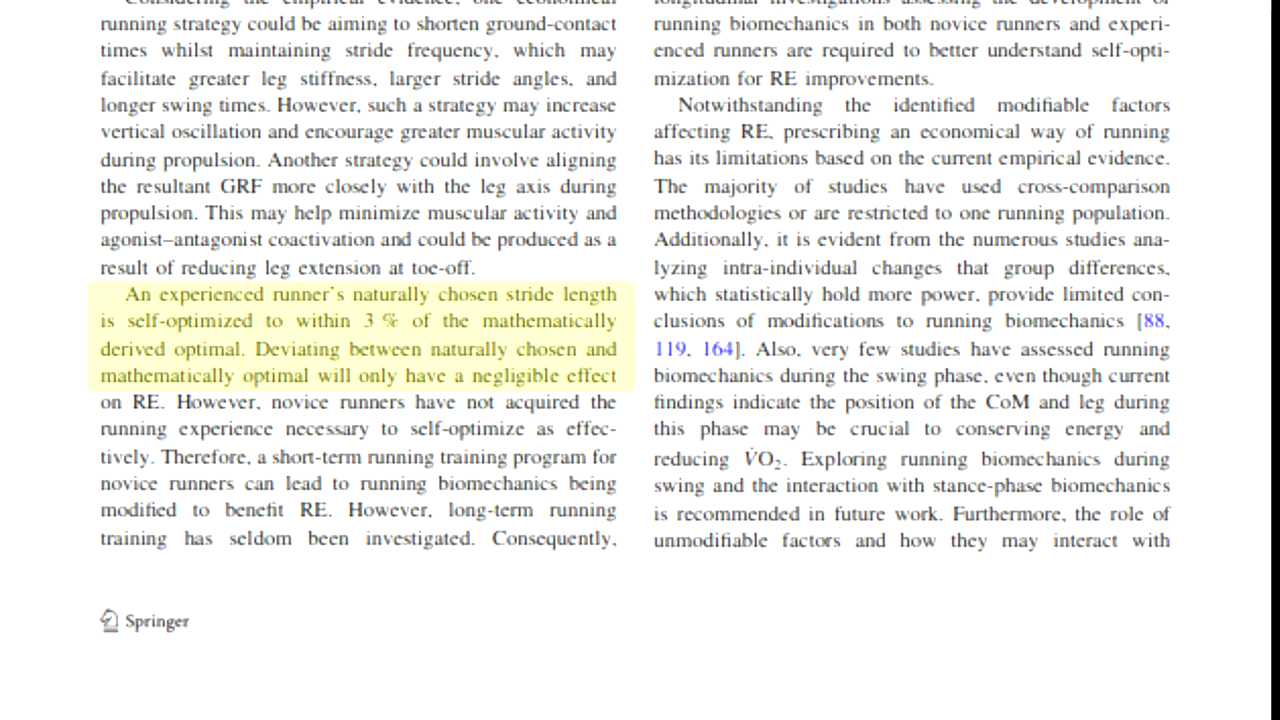 Considering the empirical evidence, one economical
running strategy could be aiming to shorten ground-contact
times whilst maintaining stride frequency, which may
facilitate greater leg stiffness, larger stride angles, and
longer swing times. However, such a strategy may increase
vertical oscillation and encourage greater muscular activity
during propulsion. Another strategy could involve aligning
the resultant GRF more closely with the leg axis during
propulsion. This may help minimize muscular activity and
agonist–antagonist coactivation and could be produced as a
result of reducing leg extension at toe-off.
An experienced runner's naturally chosen stride length
is self-optimized to within 3 % of the mathematically
derived optimal. Deviating between naturally chosen and
mathematically optimal will only have a negligible effect
on RE. However, novice runners have not acquired the
running experience necessary to self-optimize as effec-
tively. Therefore, a short-term running training program for
novice runners can lead to running biomechanics being
modified to benefit RE. However, long-term running
training has seldom been investigated. Consequently,
longitudinal investigations assessing the development of
running biomechanics in both novice runners and experi-
enced runners are required to better understand self-opti-
mization for RE improvements.
Notwithstanding the identified modifiable factors
affecting RE, prescribing an economical way of running
has its limitations based on the current empirical evidence.
The majority of studies have used cross-comparison
methodologies or are restricted to one running population.
Additionally, it is evident from the numerous studies ana-
lyzing intra-individual changes that group differences,
which statistically hold more power, provide limited con-
clusions of modifications to running biomechanics [88,
119, 164]. Also, very few studies have assessed running
biomechanics during the swing phase, even though current
findings indicate the position of the CoM and leg during
this phase may be crucial to conserving energy and
reducing V̇O₂. Exploring running biomechanics during
swing and the interaction with stance-phase biomechanics
is recommended in future work. Furthermore, the role of
unmodifiable factors and how they may interact with
Springer